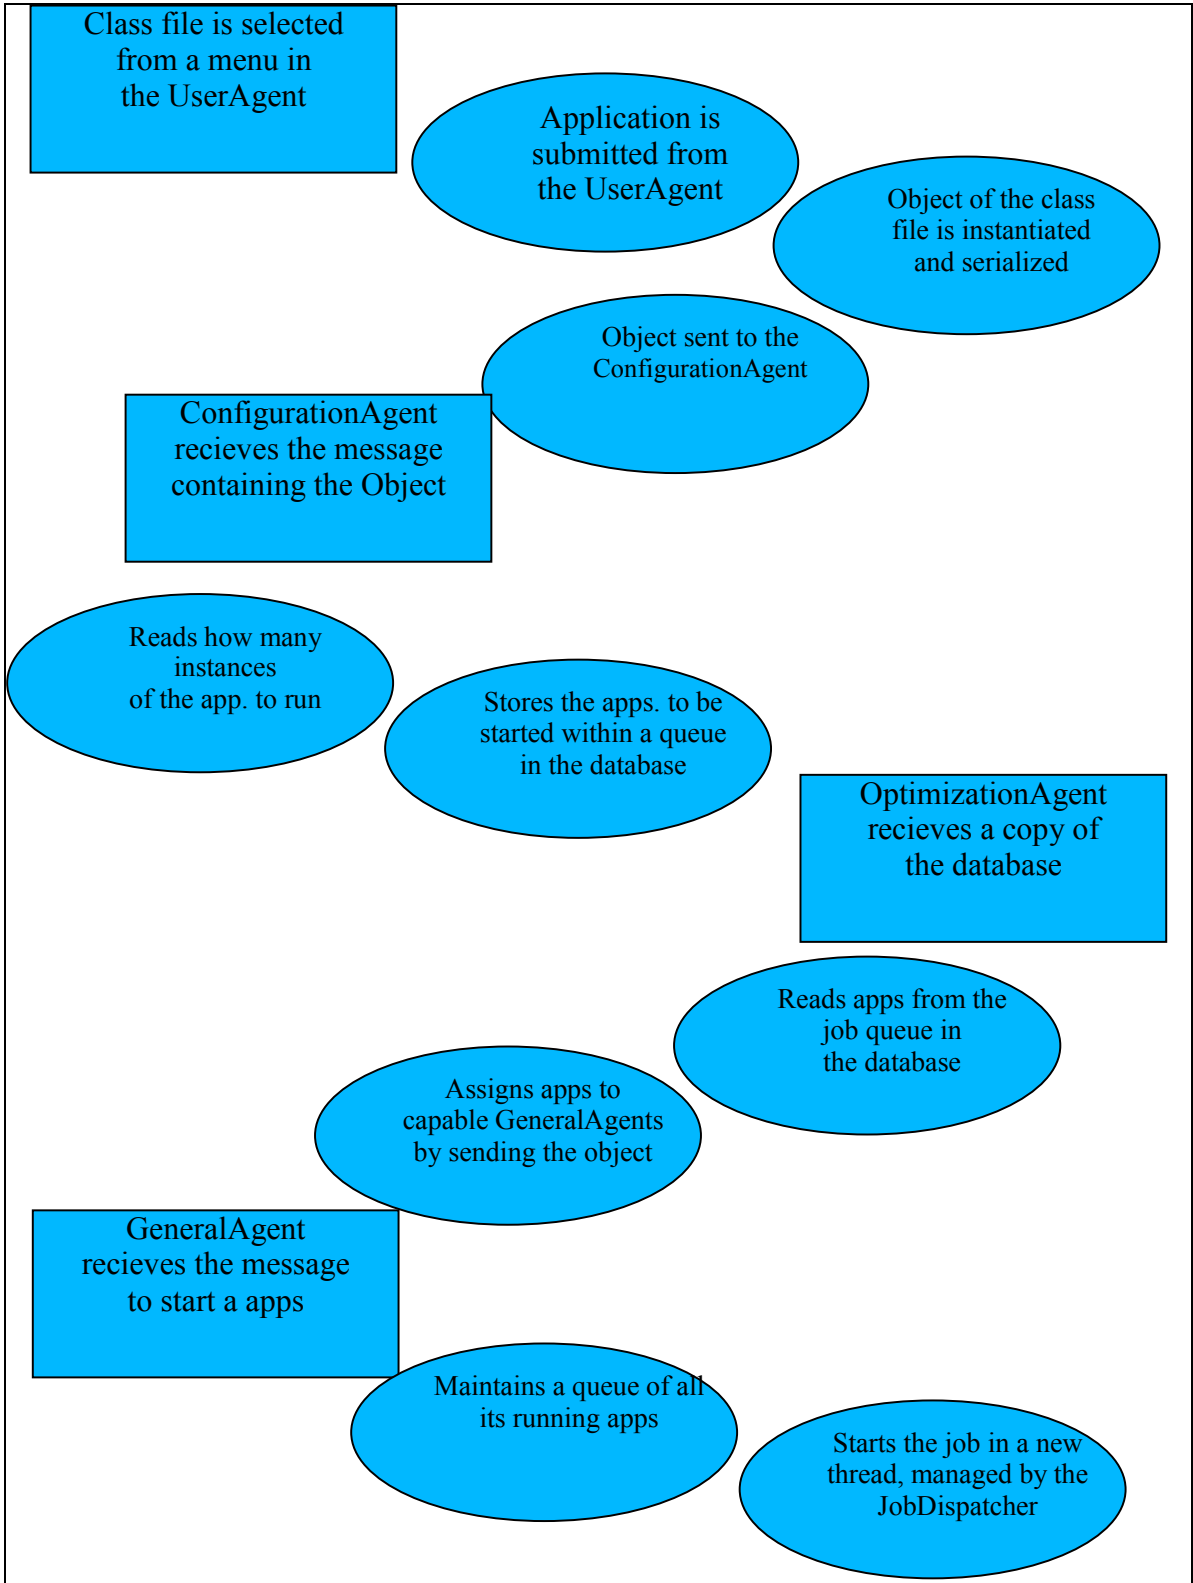 Class file is selected
from a menu in
the UserAgent
Application is
submitted from
the UserAgent
Object of the class
file is instantiated
and serialized
Object sent to the
ConfigurationAgent
ConfigurationAgent
recieves the message
containing the Object
Reads how many
instances
of the app. to run
Stores the apps. to be
started within a queue
in the database
OptimizationAgent
recieves a copy of
the database
Reads apps from the
job queue in
the database
Assigns apps to
capable GeneralAgents
by sending the object
GeneralAgent
recieves the message
to start a apps
Maintains a queue of all
its running apps
Starts the job in a new
thread, managed by the
JobDispatcher